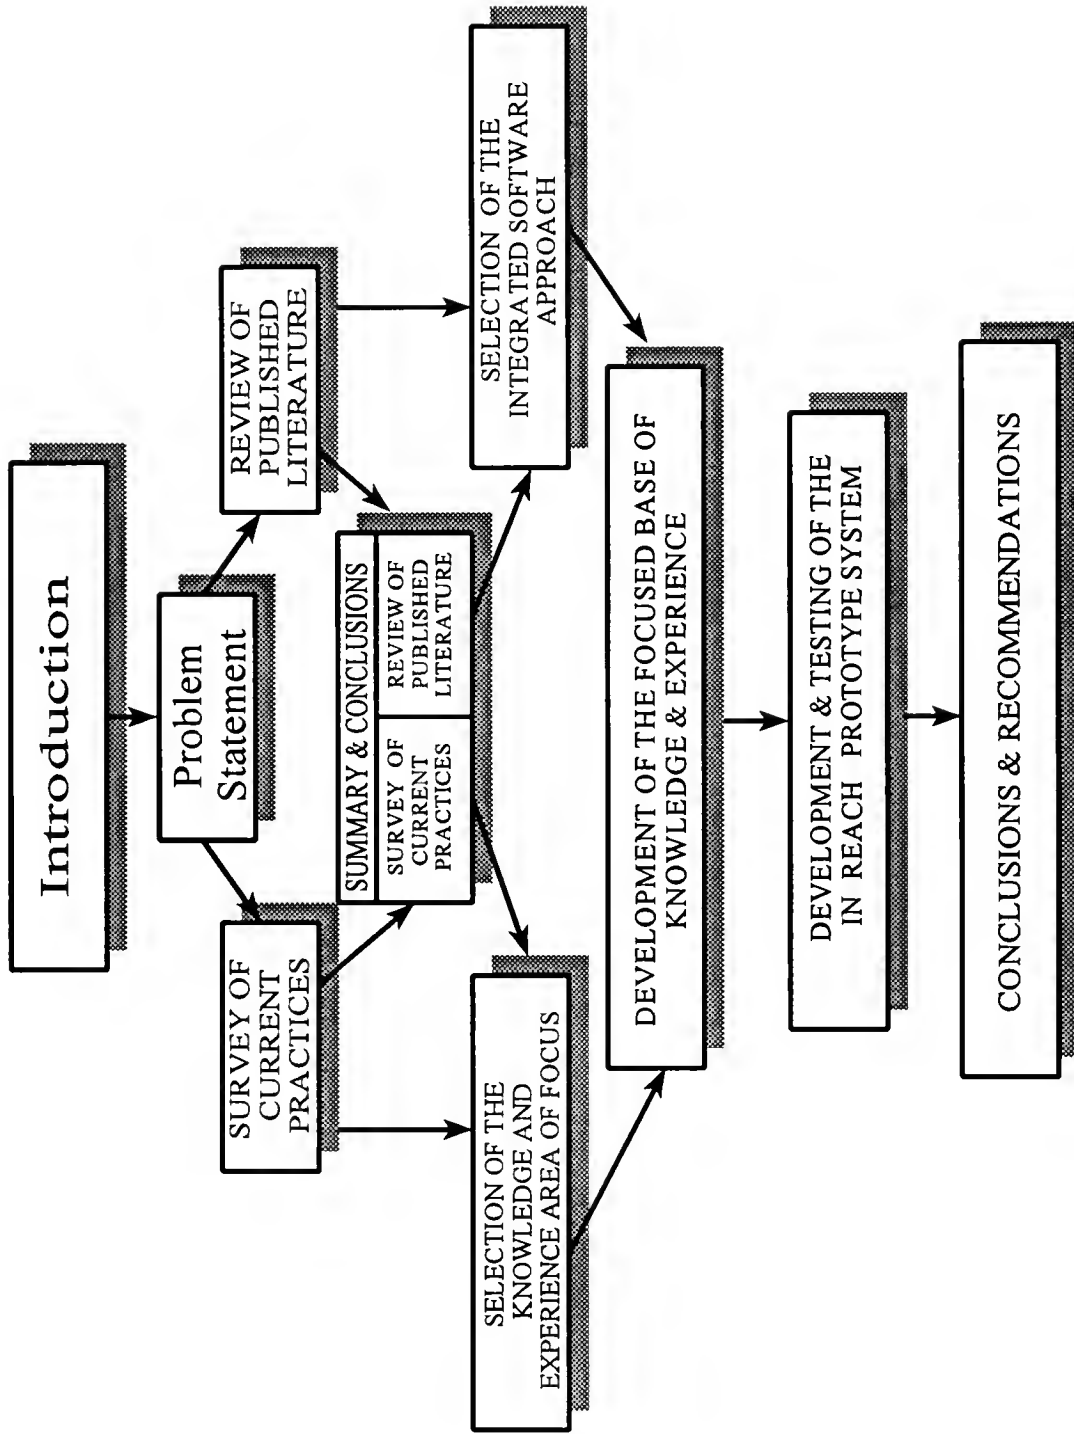 Introduction
Problem
Statement
SURVEY OF
CURRENT
PRACTICES
REVIEW OF
PUBLISHED
LITERATURE
SUMMARY & CONCLUSIONS
SURVEY OF
CURRENT
PRACTICES
REVIEW OF
PUBLISHED
LITERATURE
SELECTION OF THE
KNOWLEDGE AND
EXPERIENCE AREA OF FOCUS
SELECTION OF THE
INTEGRATED SOFTWARE
APPROACH
DEVELOPMENT OF THE FOCUSED BASE OF
KNOWLEDGE & EXPERIENCE
DEVELOPMENT & TESTING OF THE
IN REACH PROTOTYPE SYSTEM
CONCLUSIONS & RECOMMENDATIONS